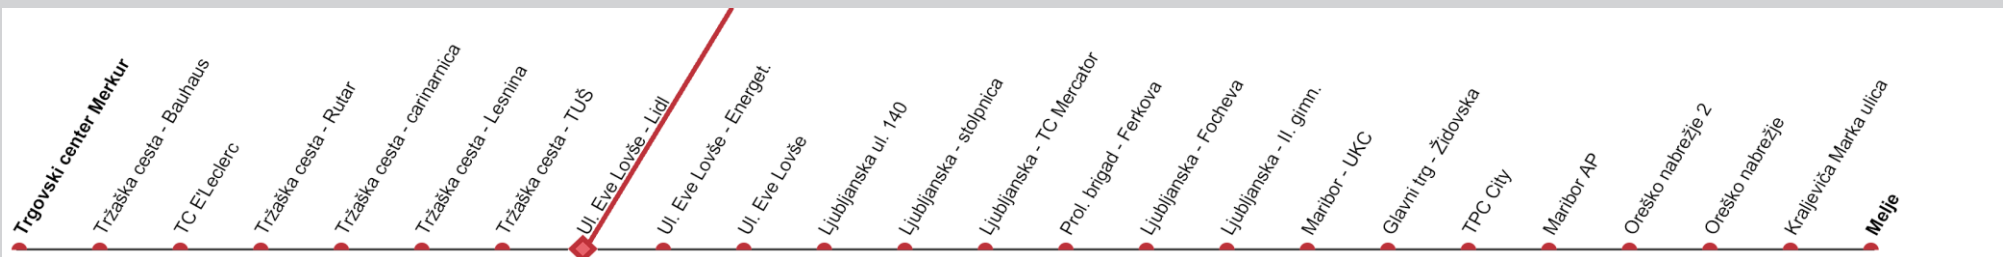 Trgovski center Merkur
Tržaška cesta - Bauhaus
TC E'Leclerc
Tržaška cesta - Rutar
Tržaška cesta - carinarnica
Tržaška cesta - Lesnina
Tržaška cesta - TUŠ
Ul. Eve Lovše - Lidl
Ul. Eve Lovše - Energet.
Ul. Eve Lovše
Ljubljanska ul. 140
Ljubljanska - stolpnica
Ljubljanska - TC Mercator
Prol. brigad - Ferkova
Ljubljanska - Focheva
Ljubljanska - II. gimn.
Maribor - UKC
Glavni trg - Židovska
TPC City
Maribor AP
Oreško nabrežje 2
Oreško nabrežje
Kraljeviča Marka ulica
Melje